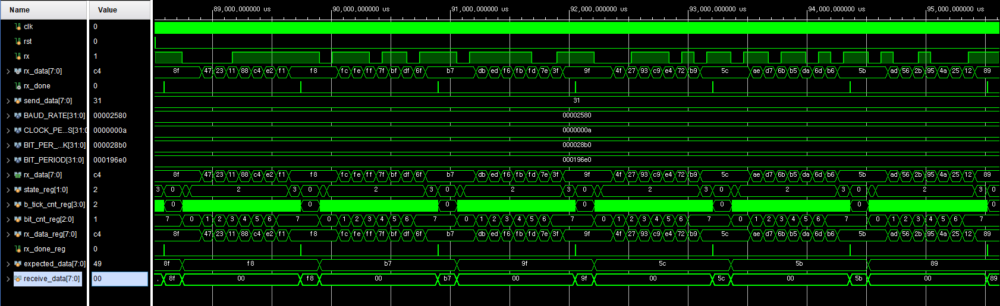 Name Value 89,000.000000 us 90,000.000000 us 91,000.000000 us 92,000.000000 us 93,000.000000 us 94,000.000000 us 95,000.000000 us
clk 0
rst 0
rx 1
rx_data[7:0] c4 8f 47 23 11 88 c4 e2 f1 f8 fc fe ff 7f bf df 6f b7 db ed f6 fb fd 7e 3f 9f 4f 27 93 c9 e4 72 b9 5c ae d7 6b b5 da 6d b6 5b ad 56 2b 95 4a 25 12 89
rx_done 0
send_data[7:0] 31 31
BAUD_RATE[31:0] 00002580 00002580
CLOCK_PE...S[31:0 0000000a 0000000a
BIT_PER_...K[31:0] 000028b0 000028b0
BIT_PERIOD[31:0] 000196e0 000196e0
rx_data[7:0] c4 8f 47 23 11 88 c4 e2 f1 f8 fc fe ff 7f bf df 6f b7 db ed f6 fb fd 7e 3f 9f 4f 27 93 c9 e4 72 b9 5c ae d7 6b b5 da 6d b6 5b ad 56 2b 95 4a 25 12 89
state_reg[1:0] 2 3 0 2 3 0 2 3 0 2 3 0 2 3 0 2 3 0 2 3 0
b_tick_cnt_reg[3:0] 2 0 0 0 0 0 0 0
bit_cnt_reg[2:0] 1 7 0 1 2 3 4 5 6 7 0 1 2 3 4 5 6 7 0 1 2 3 4 5 6 7 0 1 2 3 4 5 6 7 0 1 2 3 4 5 6 7 0 1 2 3 4 5 6 7
rx_data_reg[7:0] c4 8f 47 23 11 88 c4 e2 f1 f8 fc fe ff 7f bf df 6f b7 db ed f6 fb fd 7e 3f 9f 4f 27 93 c9 e4 72 b9 5c ae d7 6b b5 da 6d b6 5b ad 56 2b 95 4a 25 12 89
rx_done_reg 0
expected_data[7:0] 49 8f f8 b7 9f 5c 5b 89
receive_data[7:0] 00 . 8f 00 f8 00 b7 00 9f 00 5c 00 5b 00 89